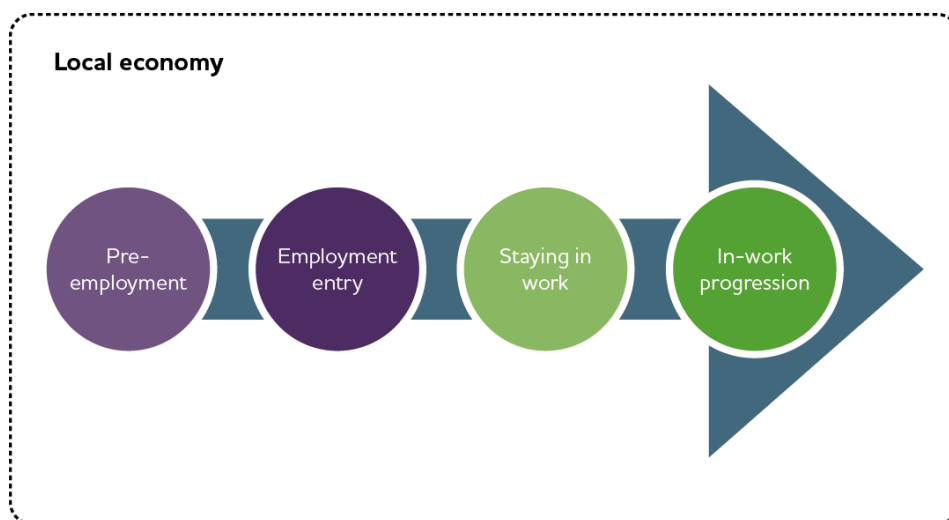 Local economy
Pre-
employment
Employment
entry
Staying in
work
In-work
progression